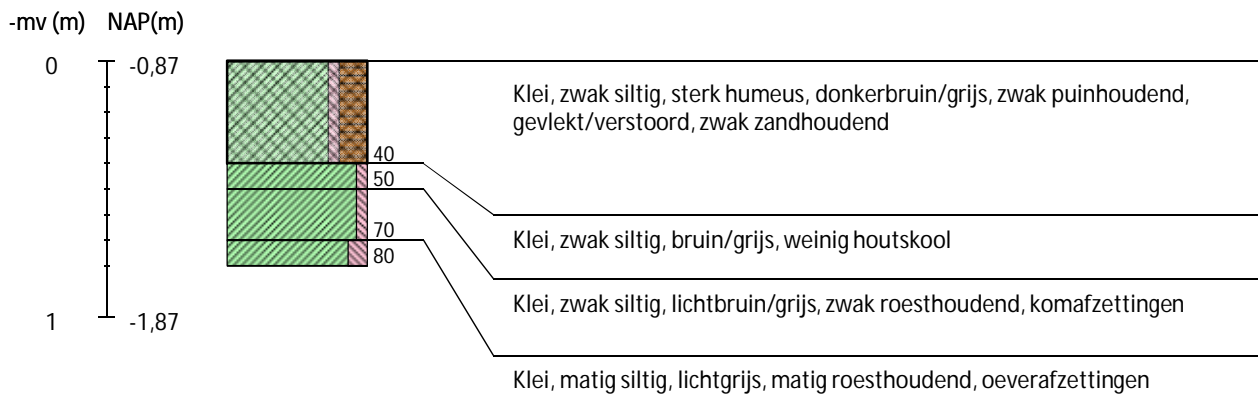 -mv (m) NAP(m)
0 -0,87
Klei, zwak siltig, sterk humeus, donkerbruin/grijs, zwak puinhoudend,
gevlekt/verstoord, zwak zandhoudend
40
50
70
Klei, zwak siltig, bruin/grijs, weinig houtskool
80
Klei, zwak siltig, lichtbruin/grijs, zwak roesthoudend, komafzettingen
1 -1,87
Klei, matig siltig, lichtgrijs, matig roesthoudend, oeverafzettingen